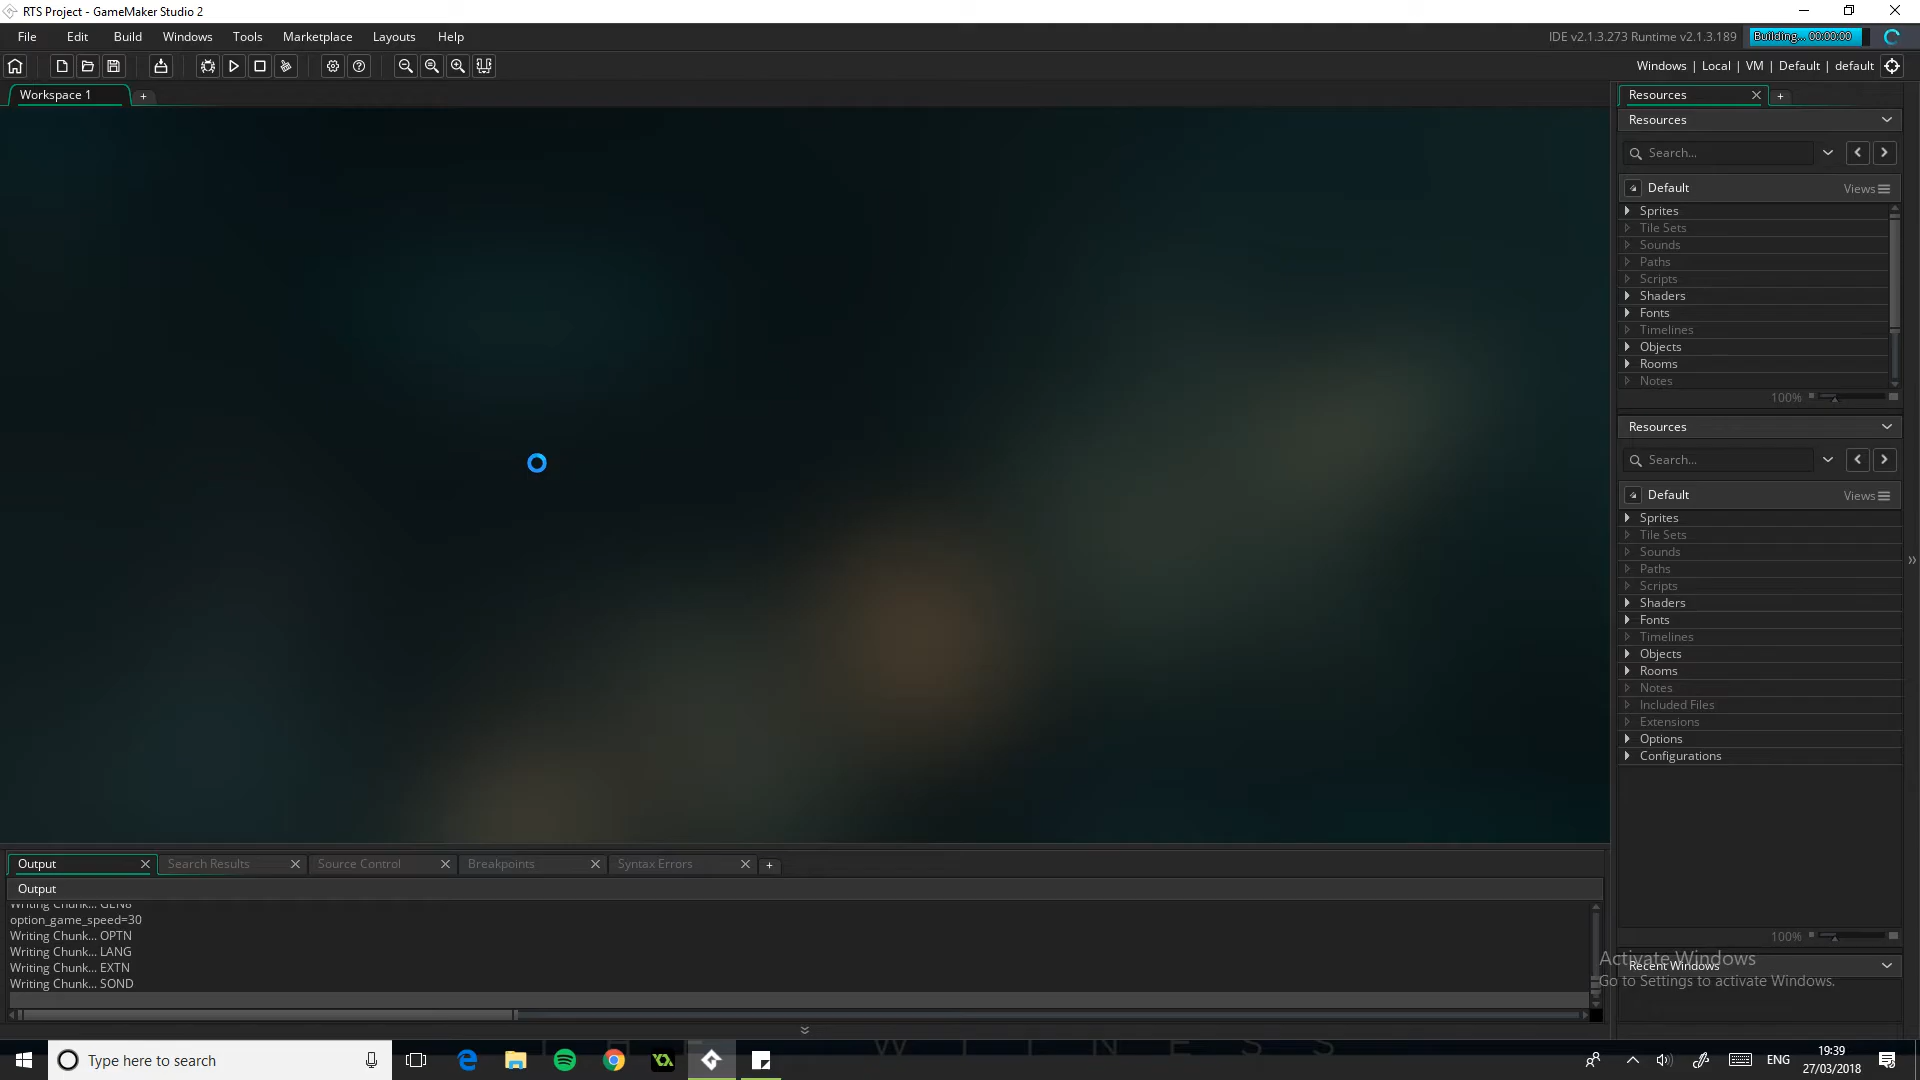 RTS Project - GameMaker Studio 2
File Edit Build Windows Tools Marketplace Layouts Help
IDE v2.1.3.273 Runtime v2.1.3.189 Building... 00:00:00
Windows | Local | VM | Default | default
Workspace 1
Resources
Resources
Search...
Default Views
Sprites
Tile Sets
Sounds
Paths
Scripts
Shaders
Fonts
Timelines
Objects
Rooms
Notes
100%
Resources
Search...
Default Views
Sprites
Tile Sets
Sounds
Paths
Scripts
Shaders
Fonts
Timelines
Objects
Rooms
Notes
Included Files
Extensions
Options
Configurations
100%
Recent Windows
Activate Windows
Go to Settings to activate Windows.
Output Search Results Source Control Breakpoints Syntax Errors
Output
Writing Chunk... GEN8
option_game_speed=30
Writing Chunk... OPTN
Writing Chunk... LANG
Writing Chunk... EXTN
Writing Chunk... SOND
Type here to search
ENG
19:39
27/03/2018